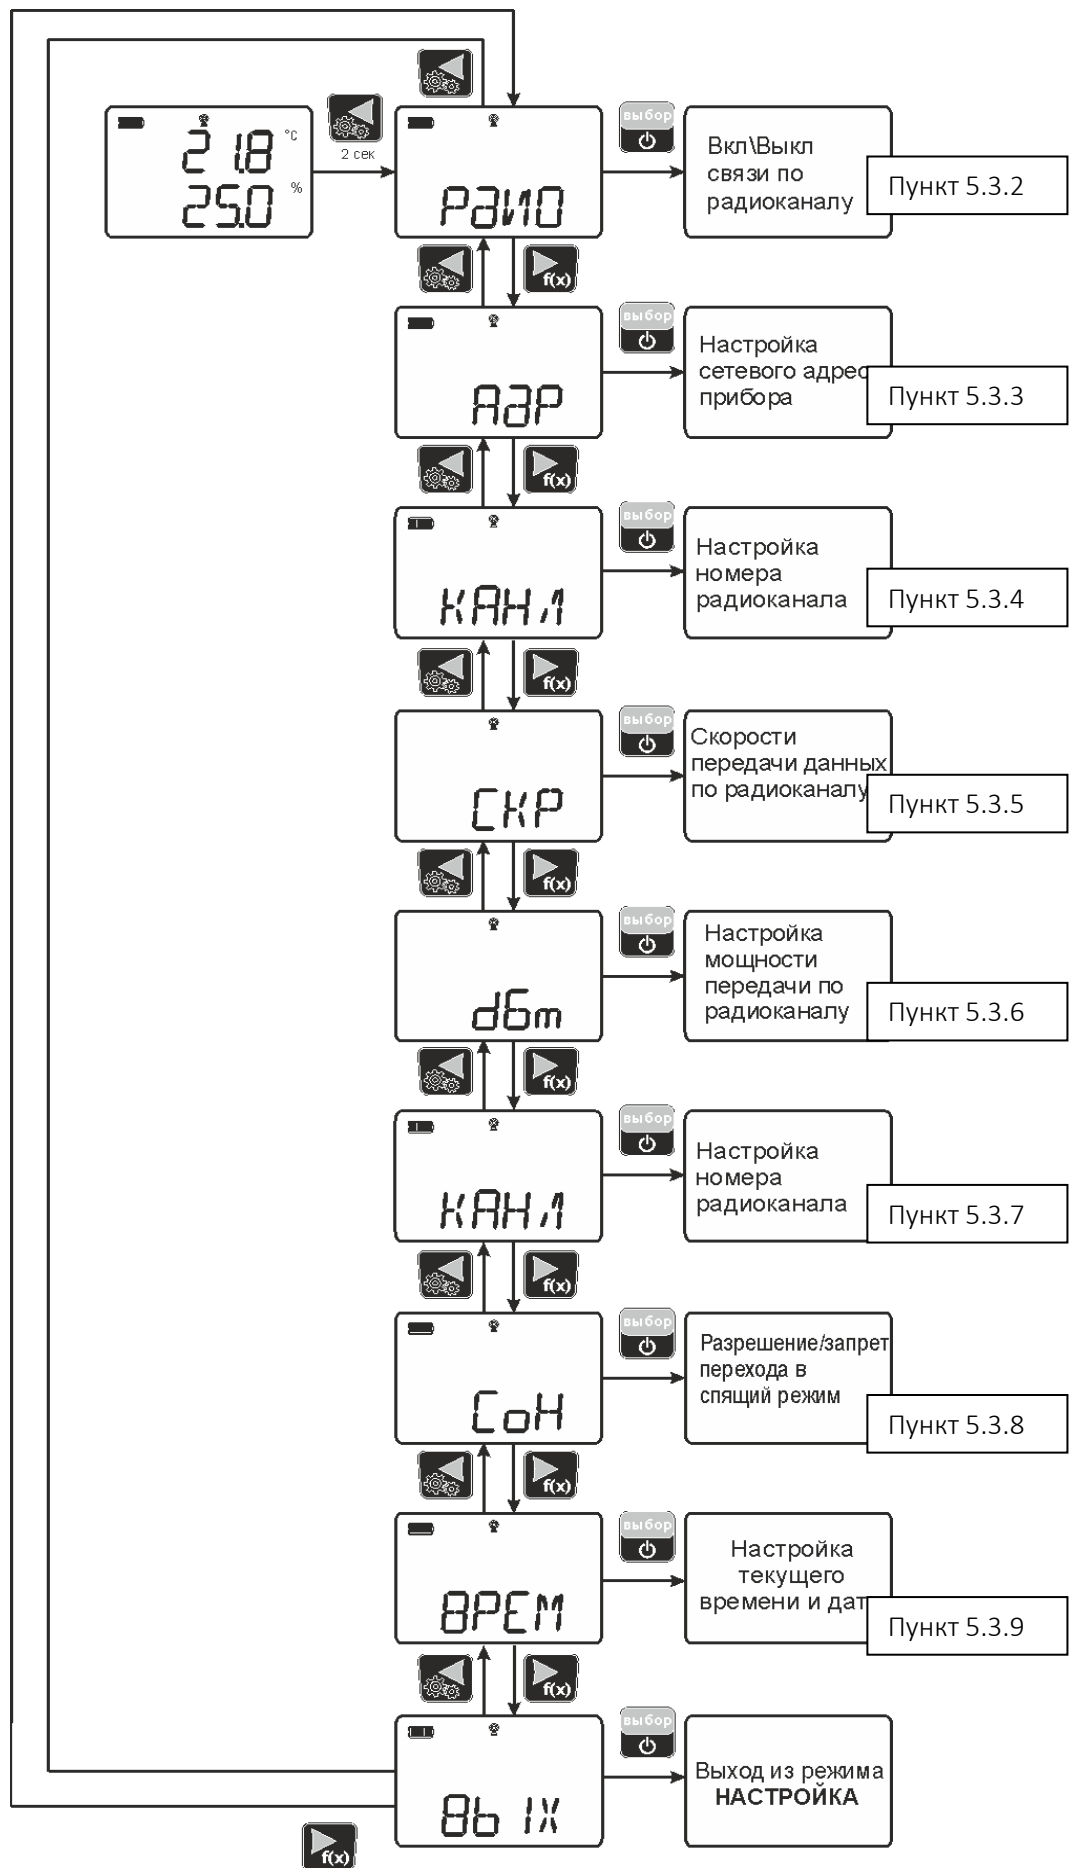 выбор
21.8 °C
25.0 %
2 сек
РаИО
Вкл\Выкл
связи по
радиоканалу
Пункт 5.3.2
f(x)
выбор
АдР
Настройка
сетевого адрес
прибора
Пункт 5.3.3
f(x)
выбор
КАНЛ
Настройка
номера
радиоканала
Пункт 5.3.4
f(x)
выбор
СКР
Скорости
передачи данных
по радиоканалу
Пункт 5.3.5
f(x)
выбор
dБm
Настройка
мощности
передачи по
радиоканалу
Пункт 5.3.6
f(x)
выбор
КАНЛ
Настройка
номера
радиоканала
Пункт 5.3.7
f(x)
выбор
СоН
Разрешение/запрет
перехода в
спящий режим
Пункт 5.3.8
f(x)
выбор
ВРЕМ
Настройка
текущего
времени и дат
Пункт 5.3.9
f(x)
выбор
ВЫХ
Выход из режима
НАСТРОЙКА
f(x)